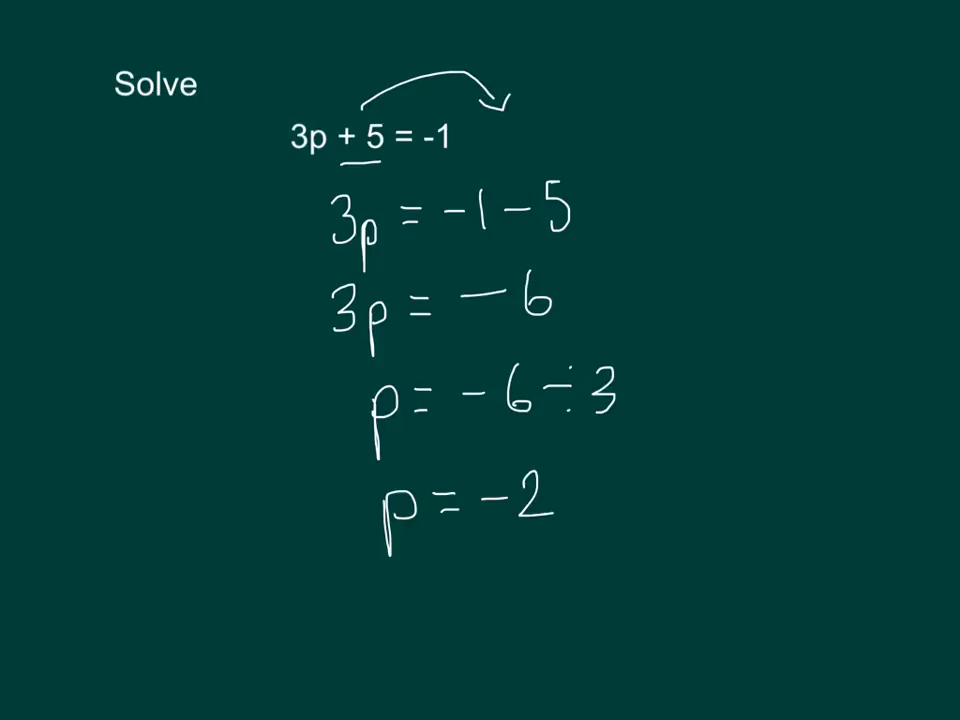 Solve
3p + 5 = -1
3p = -1 - 5
3p = - 6
p = - 6 ÷ 3
p = -2